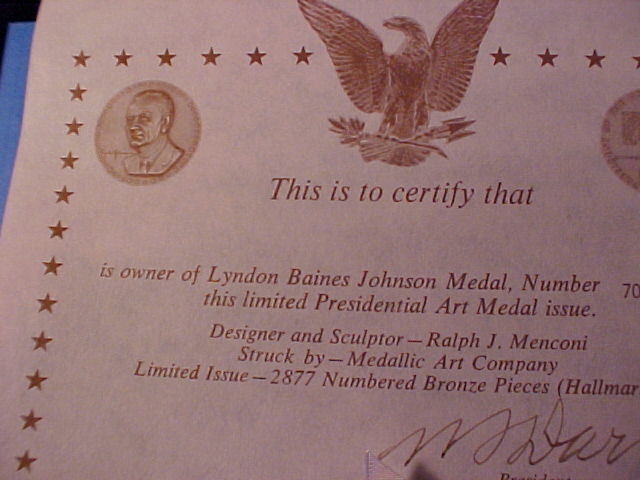 This is to certify that
is owner of Lyndon Baines Johnson Medal, Number 70
this limited Presidential Art Medal issue.
Designer and Sculptor—Ralph J. Menconi
Struck by—Medallic Art Company
Limited Issue—2877 Numbered Bronze Pieces (Hallmar